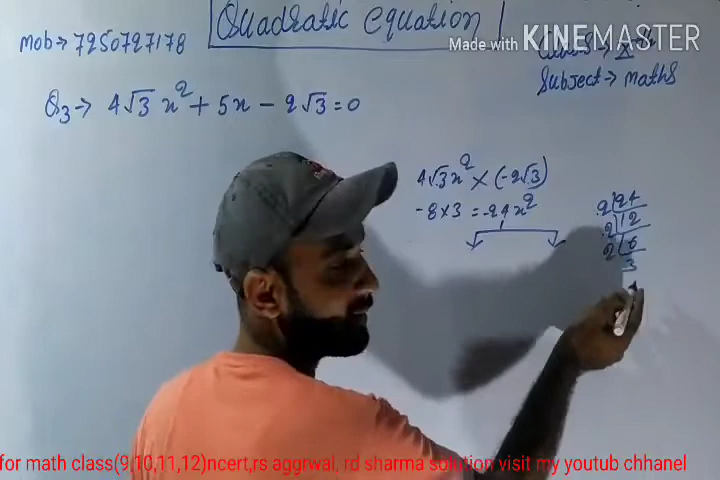 Quadratic equation
Made with KINEMASTER
Mob → 7250727178
Class → Xth
Subject → Maths
Q3 → 4√3 x² + 5x - 2√3 = 0
4√3x² × (-2√3)
-8×3 = -24x²
2|24
2|12
2|6
3
for math class(9,10,11,12)ncert,rs aggrwal, rd sharma solution visit my youtub chhanel